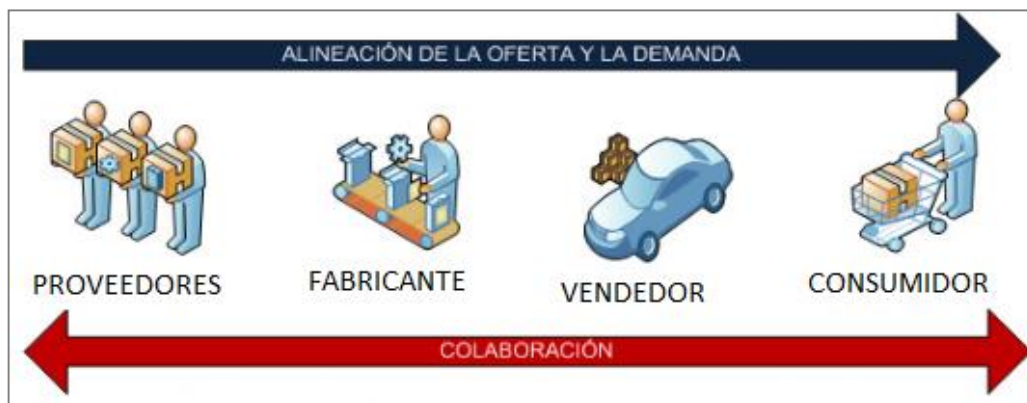 ALINEACIÓN DE LA OFERTA Y LA DEMANDA
PROVEEDORES
FABRICANTE
VENDEDOR
CONSUMIDOR
COLABORACIÓN